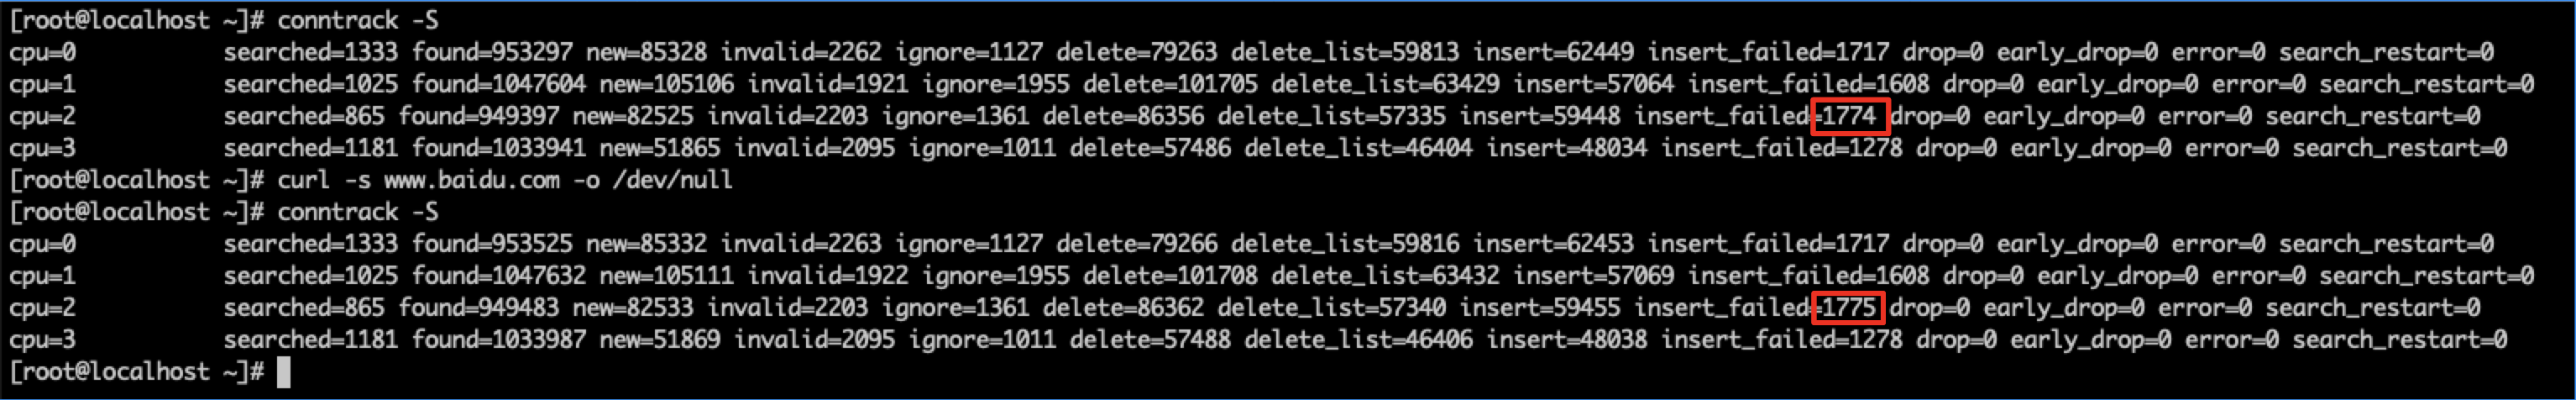 [root@localhost ~]# conntrack -S
cpu=0 searched=1333 found=953297 new=85328 invalid=2262 ignore=1127 delete=79263 delete_list=59813 insert=62449 insert_failed=1717 drop=0 early_drop=0 error=0 search_restart=0
cpu=1 searched=1025 found=1047604 new=105106 invalid=1921 ignore=1955 delete=101705 delete_list=63429 insert=57064 insert_failed=1608 drop=0 early_drop=0 error=0 search_restart=0
cpu=2 searched=865 found=949397 new=82525 invalid=2203 ignore=1361 delete=86356 delete_list=57335 insert=59448 insert_failed=1774 drop=0 early_drop=0 error=0 search_restart=0
cpu=3 searched=1181 found=1033941 new=51865 invalid=2095 ignore=1011 delete=57486 delete_list=46404 insert=48034 insert_failed=1278 drop=0 early_drop=0 error=0 search_restart=0
[root@localhost ~]# curl -s www.baidu.com -o /dev/null
[root@localhost ~]# conntrack -S
cpu=0 searched=1333 found=953525 new=85332 invalid=2263 ignore=1127 delete=79266 delete_list=59816 insert=62453 insert_failed=1717 drop=0 early_drop=0 error=0 search_restart=0
cpu=1 searched=1025 found=1047632 new=105111 invalid=1922 ignore=1955 delete=101708 delete_list=63432 insert=57069 insert_failed=1608 drop=0 early_drop=0 error=0 search_restart=0
cpu=2 searched=865 found=949483 new=82533 invalid=2203 ignore=1361 delete=86362 delete_list=57340 insert=59455 insert_failed=1775 drop=0 early_drop=0 error=0 search_restart=0
cpu=3 searched=1181 found=1033987 new=51869 invalid=2095 ignore=1011 delete=57488 delete_list=46406 insert=48038 insert_failed=1278 drop=0 early_drop=0 error=0 search_restart=0
[root@localhost ~]#